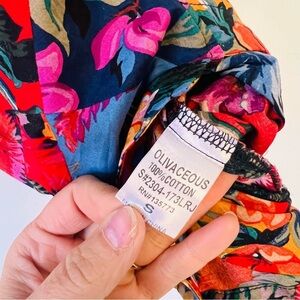 OLIVACEOUS
100%COTTON
S#2304-173LRJ
RN#135773
S